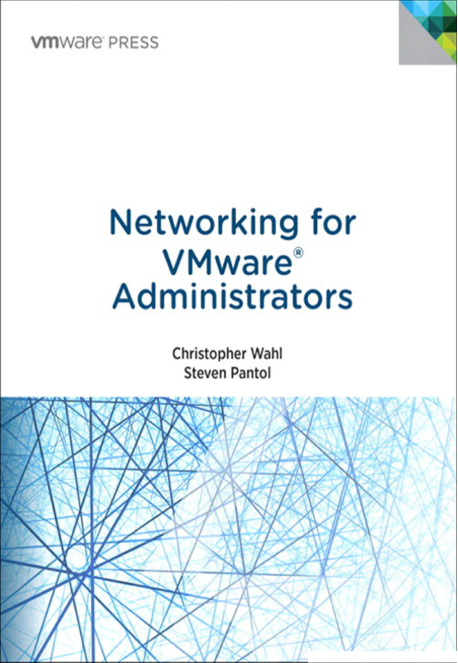 vmware PRESS
Networking for
VMware®
Administrators
Christopher Wahl
Steven Pantol